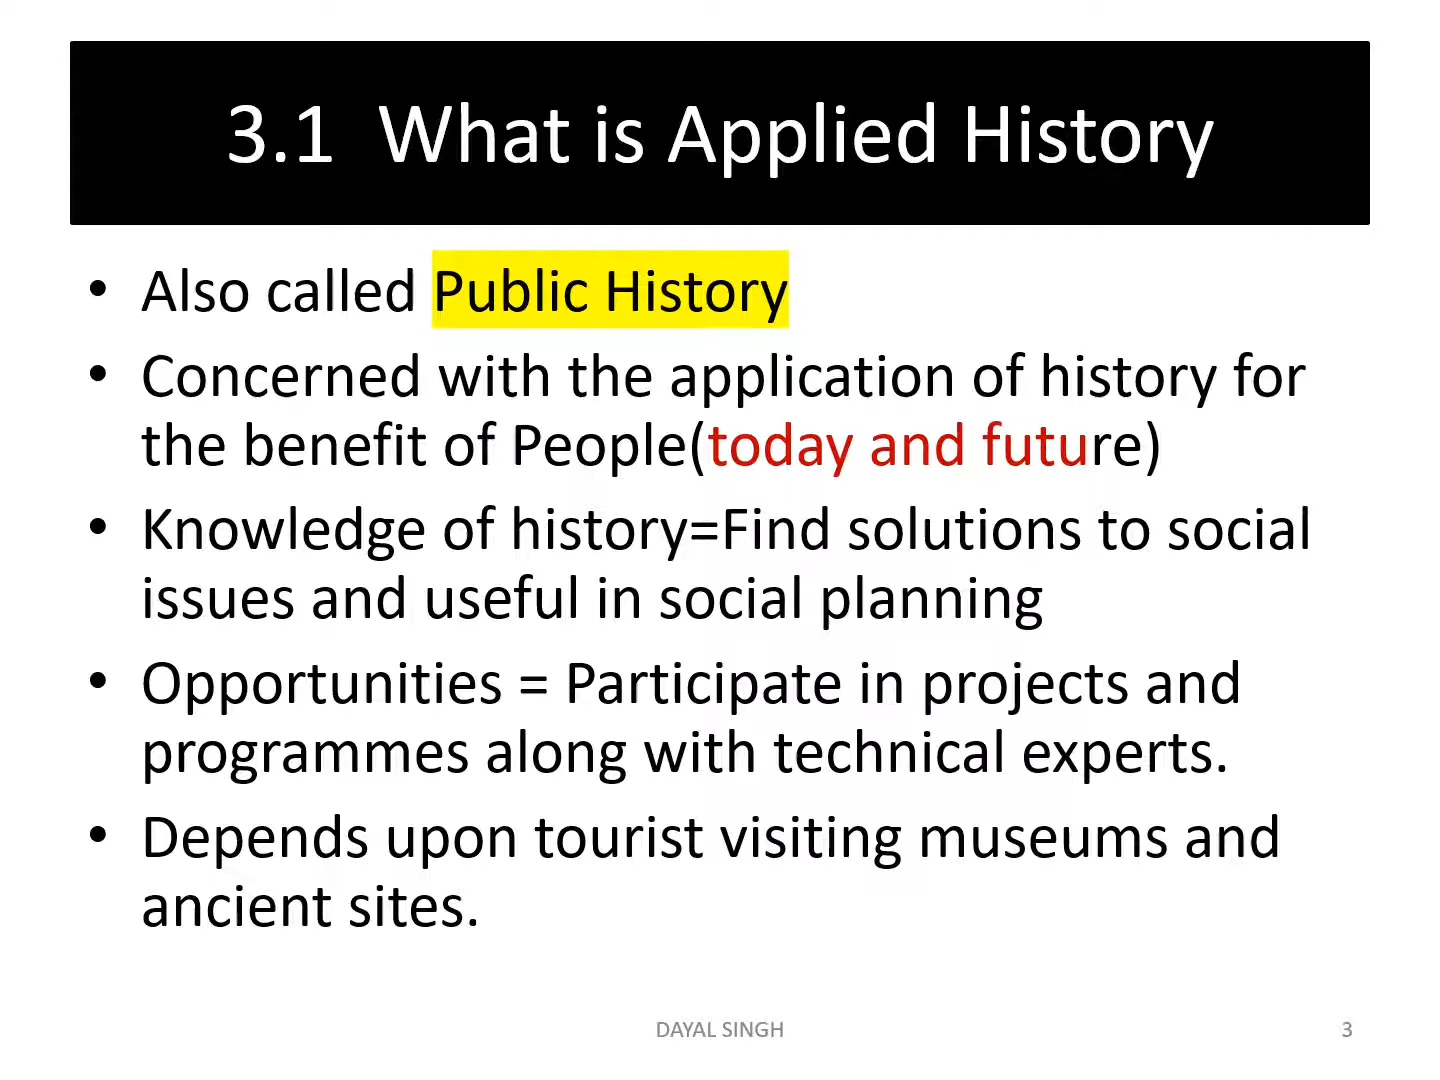 3.1 What is Applied History
• Also called Public History
• Concerned with the application of history for
the benefit of People(today and future)
• Knowledge of history=Find solutions to social
issues and useful in social planning
• Opportunities = Participate in projects and
programmes along with technical experts.
• Depends upon tourist visiting museums and
ancient sites.
DAYAL SINGH
3